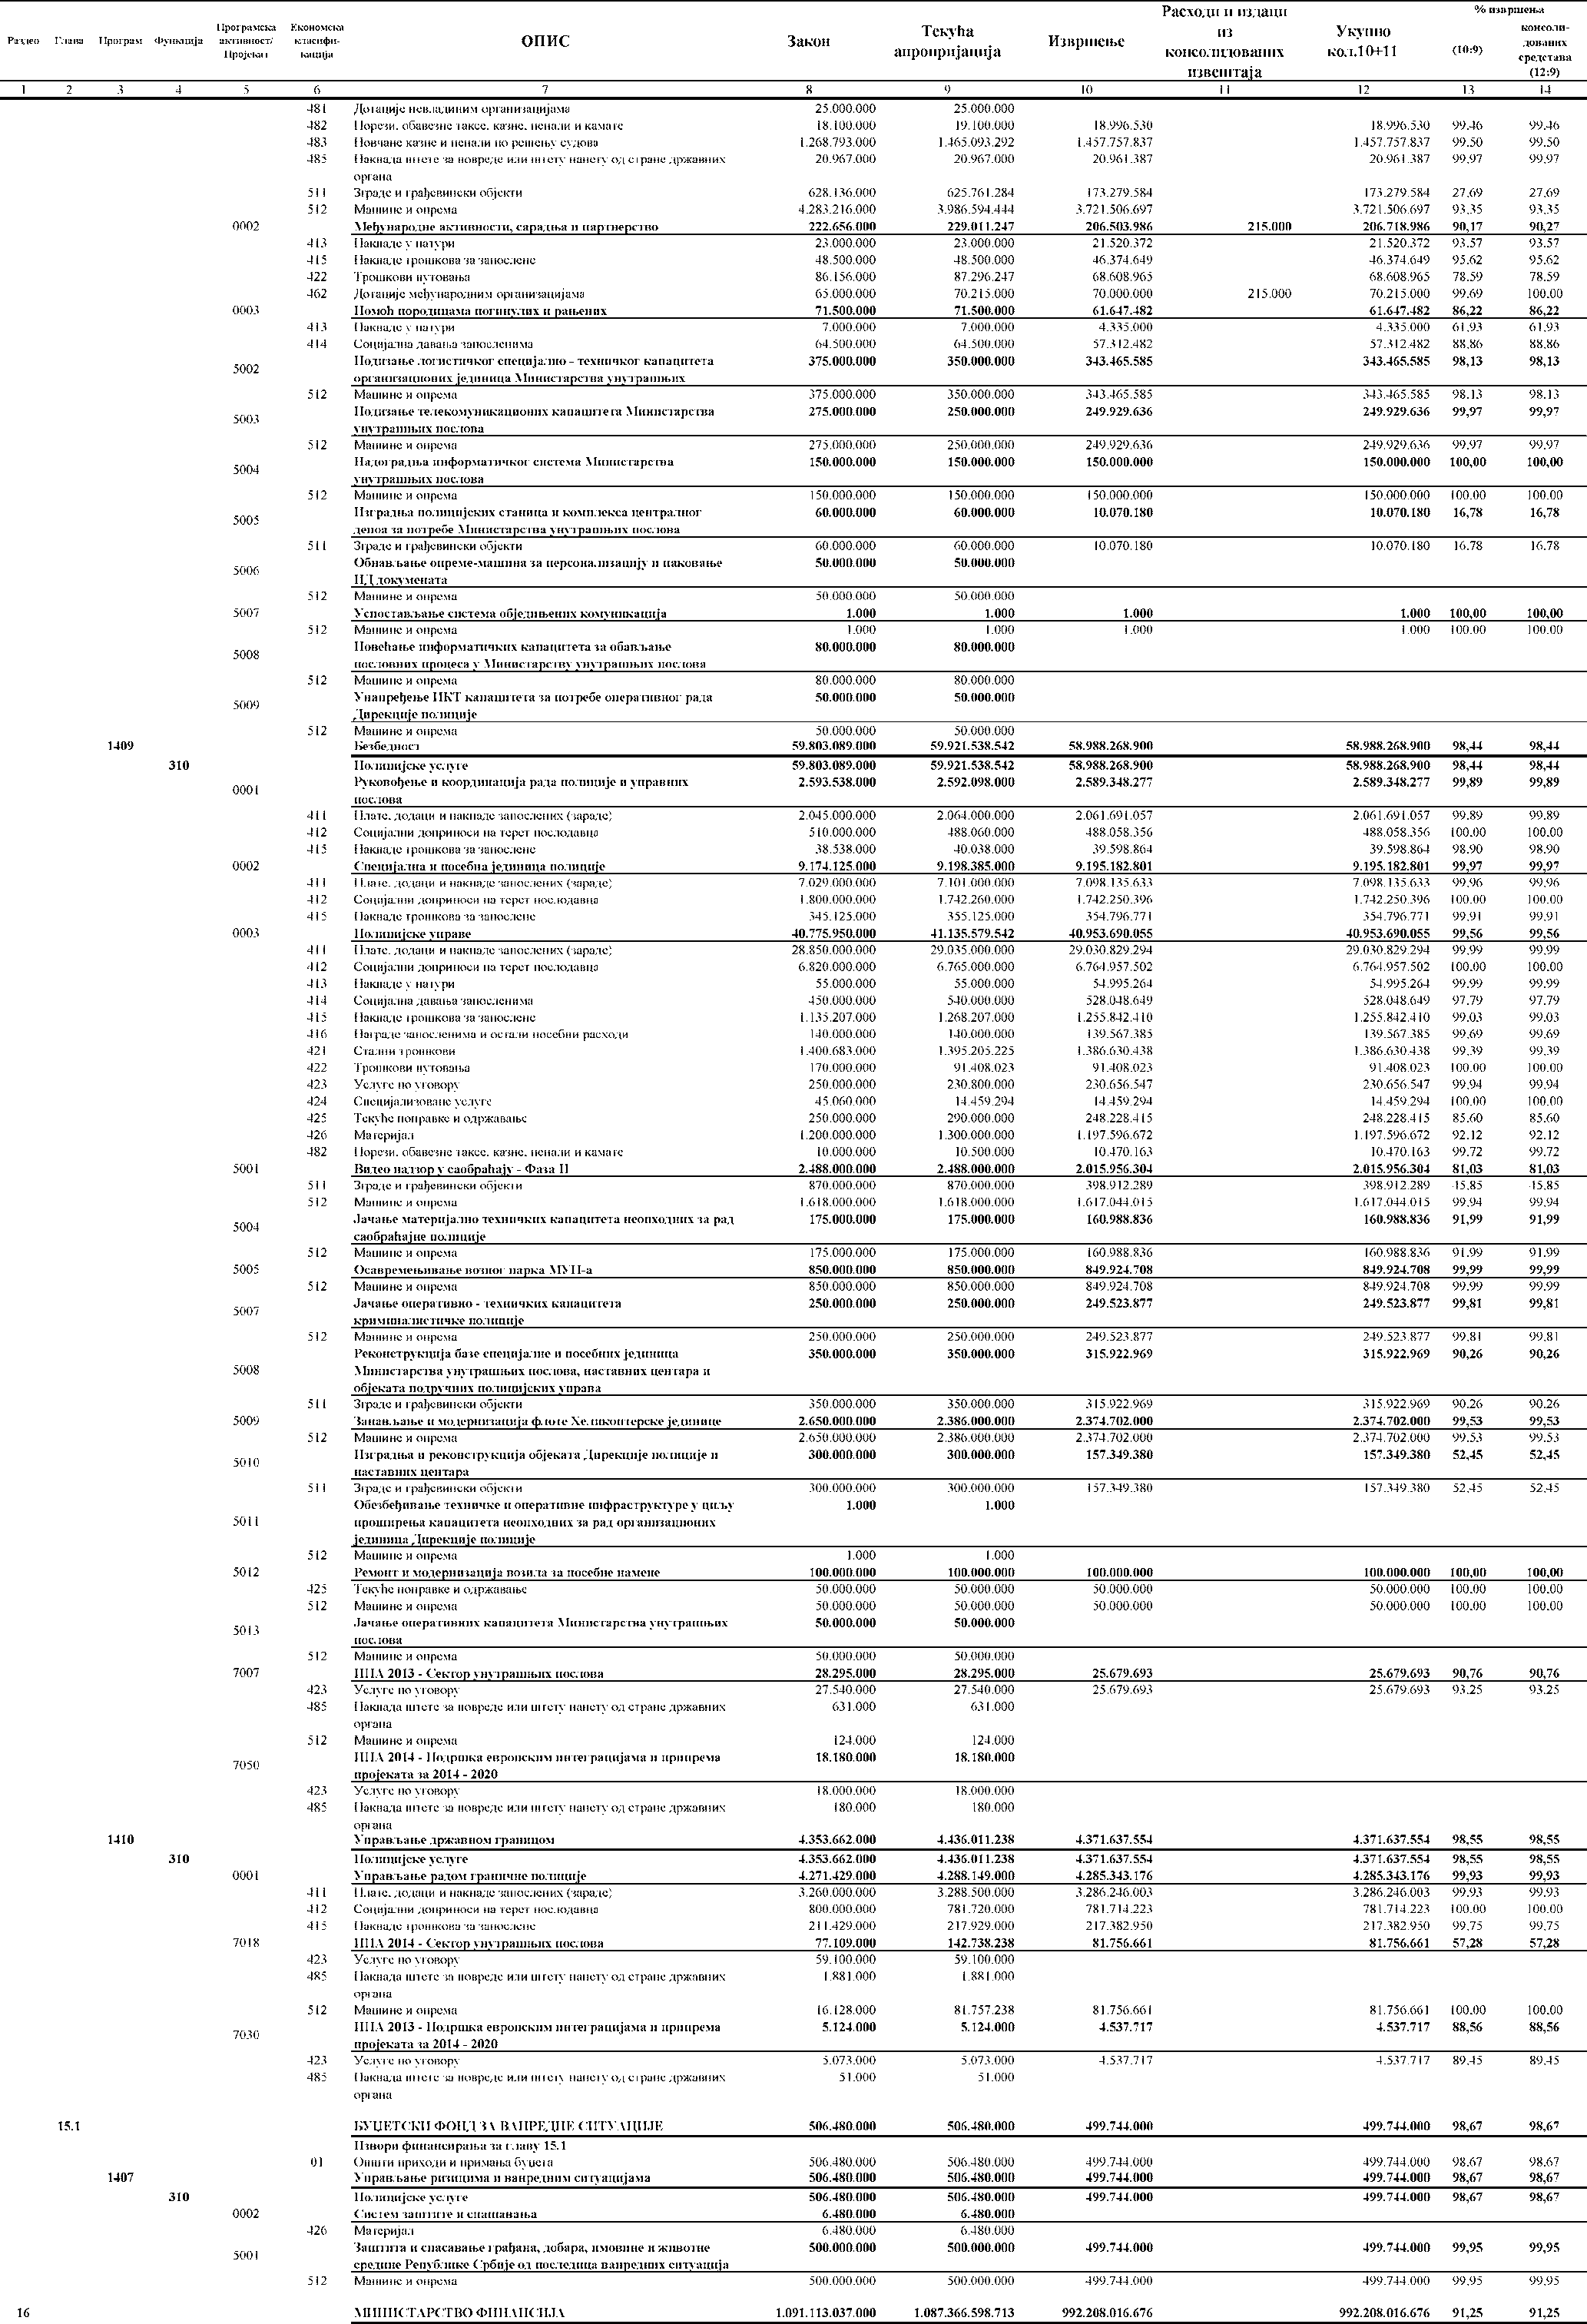 Раздео Глава Програм Функција Програмска активност/ Пројекат Економска класифи- кација ОПИС Закон Текућа апропријација Извршење Расходи и издаци из консолидованих извештаја Укупно кол.10+11 % извршења (10:9) консоли- дованих средстава (12:9)
1 2 3 4 5 6 7 8 9 10 11 12 13 14
481 Дотације невладиним организацијама 25.000.000 25.000.000
482 Порези, обавезне таксе, казне, пенали и камате 18.100.000 19.100.000 18.996.530 18.996.530 99,46 99,46
483 Новчане казне и пенали по решењу судова 1.268.793.000 1.465.093.292 1.457.757.837 1.457.757.837 99,50 99,50
485 Накнада штете за повреде или штету нанету од стране државних 20.967.000 20.967.000 20.961.387 20.961.387 99,97 99,97
органа
511 Зграде и грађевински објекти 628.136.000 625.761.284 173.279.584 173.279.584 27,69 27,69
512 Машине и опрема 4.283.216.000 3.986.594.444 3.721.506.697 3.721.506.697 93,35 93,35
0002 Међународне активности, сарадња и партнерство 222.656.000 229.011.247 206.503.986 215.000 206.718.986 90,17 90,27
413 Накнаде у натури 23.000.000 23.000.000 21.520.372 21.520.372 93,57 93,57
415 Накнаде трошкова за запослене 48.500.000 48.500.000 46.374.649 46.374.649 95,62 95,62
422 Трошкови путовања 86.156.000 87.296.247 68.608.965 68.608.965 78,59 78,59
462 Дотације међународним организацијама 65.000.000 70.215.000 70.000.000 215.000 70.215.000 99,69 100,00
0003 Помоћ породицама погинулих и рањених 71.500.000 71.500.000 61.647.482 61.647.482 86,22 86,22
413 Накнаде у натури 7.000.000 7.000.000 4.335.000 4.335.000 61,93 61,93
414 Социјална давања запосленима 64.500.000 64.500.000 57.312.482 57.312.482 88,86 88,86
5002 Подизање логистичког специјално - техничког капацитета 375.000.000 350.000.000 343.465.585 343.465.585 98,13 98,13
организационих јединица Министарства унутрашњих
512 Машине и опрема 375.000.000 350.000.000 343.465.585 343.465.585 98,13 98,13
5003 Подизање телекомуникационих капацитета Министарства 275.000.000 250.000.000 249.929.636 249.929.636 99,97 99,97
унутрашњих послова
512 Машине и опрема 275.000.000 250.000.000 249.929.636 249.929.636 99,97 99,97
5004 Надоградња информатичког система Министарства 150.000.000 150.000.000 150.000.000 150.000.000 100,00 100,00
унутрашњих послова
512 Машине и опрема 150.000.000 150.000.000 150.000.000 150.000.000 100,00 100,00
5005 Изградња полицијских станица и комплекса централног 60.000.000 60.000.000 10.070.180 10.070.180 16,78 16,78
депоа за потребе Министарства унутрашњих послова
511 Зграде и грађевински објекти 60.000.000 60.000.000 10.070.180 10.070.180 16,78 16,78
5006 Обнављање опреме-машина за персонализацију и паковање 50.000.000 50.000.000
ИД докумената
512 Машине и опрема 50.000.000 50.000.000
5007 Успостављање система обједињених комуникација 1.000 1.000 1.000 1.000 100,00 100,00
512 Машине и опрема 1.000 1.000 1.000 1.000 100,00 100,00
5008 Повећање информатичких капацитета за обављање 80.000.000 80.000.000
пословних процеса у Министарству унутрашњих послова
512 Машине и опрема 80.000.000 80.000.000
5009 Унапређење ИКТ капацитета за потребе оперативног рада 50.000.000 50.000.000
Дирекције полиције
512 Машине и опрема 50.000.000 50.000.000
1409 Безбедност 59.803.089.000 59.921.538.542 58.988.268.900 58.988.268.900 98,44 98,44
310 Полицијске услуге 59.803.089.000 59.921.538.542 58.988.268.900 58.988.268.900 98,44 98,44
0001 Руковођење и координација рада полиције и управних 2.593.538.000 2.592.098.000 2.589.348.277 2.589.348.277 99,89 99,89
послова
411 Плате, додаци и накнаде запослених (зараде) 2.045.000.000 2.064.000.000 2.061.691.057 2.061.691.057 99,89 99,89
412 Социјални доприноси на терет послодавца 510.000.000 488.060.000 488.058.356 488.058.356 100,00 100,00
415 Накнаде трошкова за запослене 38.538.000 40.038.000 39.598.864 39.598.864 98,90 98,90
0002 Специјална и посебна јединица полиције 9.174.125.000 9.198.385.000 9.195.182.801 9.195.182.801 99,97 99,97
411 Плате, додаци и накнаде запослених (зараде) 7.029.000.000 7.101.000.000 7.098.135.633 7.098.135.633 99,96 99,96
412 Социјални доприноси на терет послодавца 1.800.000.000 1.742.260.000 1.742.250.396 1.742.250.396 100,00 100,00
415 Накнаде трошкова за запослене 345.125.000 355.125.000 354.796.771 354.796.771 99,91 99,91
0003 Полицијске управе 40.775.950.000 41.135.579.542 40.953.690.055 40.953.690.055 99,56 99,56
411 Плате, додаци и накнаде запослених (зараде) 28.850.000.000 29.035.000.000 29.030.829.294 29.030.829.294 99,99 99,99
412 Социјални доприноси на терет послодавца 6.820.000.000 6.765.000.000 6.764.957.502 6.764.957.502 100,00 100,00
413 Накнаде у натури 55.000.000 55.000.000 54.995.264 54.995.264 99,99 99,99
414 Социјална давања запосленима 450.000.000 540.000.000 528.048.649 528.048.649 97,79 97,79
415 Накнаде трошкова за запослене 1.135.207.000 1.268.207.000 1.255.842.410 1.255.842.410 99,03 99,03
416 Награде запосленима и остали посебни расходи 140.000.000 140.000.000 139.567.385 139.567.385 99,69 99,69
421 Стални трошкови 1.400.683.000 1.395.205.225 1.386.630.438 1.386.630.438 99,39 99,39
422 Трошкови путовања 170.000.000 91.408.023 91.408.023 91.408.023 100,00 100,00
423 Услуге по уговору 250.000.000 230.800.000 230.656.547 230.656.547 99,94 99,94
424 Специјализоване услуге 45.060.000 14.459.294 14.459.294 14.459.294 100,00 100,00
425 Текуће поправке и одржавање 250.000.000 290.000.000 248.228.415 248.228.415 85,60 85,60
426 Материјал 1.200.000.000 1.300.000.000 1.197.596.672 1.197.596.672 92,12 92,12
482 Порези, обавезне таксе, казне, пенали и камате 10.000.000 10.500.000 10.470.163 10.470.163 99,72 99,72
5001 Видео надзор у саобраћају - Фаза II 2.488.000.000 2.488.000.000 2.015.956.304 2.015.956.304 81,03 81,03
511 Зграде и грађевински објекти 870.000.000 870.000.000 398.912.289 398.912.289 45,85 45,85
512 Машине и опрема 1.618.000.000 1.618.000.000 1.617.044.015 1.617.044.015 99,94 99,94
5004 Јачање материјално техничких капацитета неопходних за рад 175.000.000 175.000.000 160.988.836 160.988.836 91,99 91,99
саобраћајне полиције
512 Машине и опрема 175.000.000 175.000.000 160.988.836 160.988.836 91,99 91,99
5005 Осавремењивање возног парка МУП-а 850.000.000 850.000.000 849.924.708 849.924.708 99,99 99,99
512 Машине и опрема 850.000.000 850.000.000 849.924.708 849.924.708 99,99 99,99
5007 Јачање оперативно - техничких капацитета 250.000.000 250.000.000 249.523.877 249.523.877 99,81 99,81
криминалистичке полиције
512 Машине и опрема 250.000.000 250.000.000 249.523.877 249.523.877 99,81 99,81
5008 Реконструкција базе специјалне и посебних јединица 350.000.000 350.000.000 315.922.969 315.922.969 90,26 90,26
Министарства унутрашњих послова, наставних центара и
објеката подручних полицијских управа
511 Зграде и грађевински објекти 350.000.000 350.000.000 315.922.969 315.922.969 90,26 90,26
5009 Занављање и модернизација флоте Хеликоптерске јединице 2.650.000.000 2.386.000.000 2.374.702.000 2.374.702.000 99,53 99,53
512 Машине и опрема 2.650.000.000 2.386.000.000 2.374.702.000 2.374.702.000 99,53 99,53
5010 Изградња и реконструкција објеката Дирекције полиције и 300.000.000 300.000.000 157.349.380 157.349.380 52,45 52,45
наставних центара
511 Зграде и грађевински објекти 300.000.000 300.000.000 157.349.380 157.349.380 52,45 52,45
5011 Обезбеђивање техничке и оперативне инфраструктуре у циљу 1.000 1.000
проширења капацитета неопходних за рад организационих
јединица Дирекције полиције
512 Машине и опрема 1.000 1.000
5012 Ремонт и модернизација возила за посебне намене 100.000.000 100.000.000 100.000.000 100.000.000 100,00 100,00
425 Текуће поправке и одржавање 50.000.000 50.000.000 50.000.000 50.000.000 100,00 100,00
512 Машине и опрема 50.000.000 50.000.000 50.000.000 50.000.000 100,00 100,00
5013 Јачање оперативних капацитета Министарства унутрашњих 50.000.000 50.000.000
послова
512 Машине и опрема 50.000.000 50.000.000
7007 ИПА 2013 - Сектор унутрашњих послова 28.295.000 28.295.000 25.679.693 25.679.693 90,76 90,76
423 Услуге по уговору 27.540.000 27.540.000 25.679.693 25.679.693 93,25 93,25
485 Накнада штете за повреде или штету нанету од стране државних 631.000 631.000
органа
512 Машине и опрема 124.000 124.000
7050 ИПА 2014 - Подршка европским интеграцијама и припрема 18.180.000 18.180.000
пројеката за 2014 - 2020
423 Услуге по уговору 18.000.000 18.000.000
485 Накнада штете за повреде или штету нанету од стране државних 180.000 180.000
органа
1410 Управљање државном границом 4.353.662.000 4.436.011.238 4.371.637.554 4.371.637.554 98,55 98,55
310 Полицијске услуге 4.353.662.000 4.436.011.238 4.371.637.554 4.371.637.554 98,55 98,55
0001 Управљање радом граничне полиције 4.271.429.000 4.288.149.000 4.285.343.176 4.285.343.176 99,93 99,93
411 Плате, додаци и накнаде запослених (зараде) 3.260.000.000 3.288.500.000 3.286.246.003 3.286.246.003 99,93 99,93
412 Социјални доприноси на терет послодавца 800.000.000 781.720.000 781.714.223 781.714.223 100,00 100,00
415 Накнаде трошкова за запослене 211.429.000 217.929.000 217.382.950 217.382.950 99,75 99,75
7018 ИПА 2014 - Сектор унутрашњих послова 77.109.000 142.738.238 81.756.661 81.756.661 57,28 57,28
423 Услуге по уговору 59.100.000 59.100.000
485 Накнада штете за повреде или штету нанету од стране државних 1.881.000 1.881.000
органа
512 Машине и опрема 16.128.000 81.757.238 81.756.661 81.756.661 100,00 100,00
7030 ИПА 2013 - Подршка европским интеграцијама и припрема 5.124.000 5.124.000 4.537.717 4.537.717 88,56 88,56
пројеката за 2014 - 2020
423 Услуге по уговору 5.073.000 5.073.000 4.537.717 4.537.717 89,45 89,45
485 Накнада штете за повреде или штету нанету од стране државних 51.000 51.000
органа
15.1 БУЏЕТСКИ ФОНД ЗА ВАНРЕДНЕ СИТУАЦИЈЕ 506.480.000 506.480.000 499.744.000 499.744.000 98,67 98,67
Извори финансирања за главу 15.1
01 Општи приходи и примања буџета 506.480.000 506.480.000 499.744.000 499.744.000 98,67 98,67
1407 Управљање ризицима и ванредним ситуацијама 506.480.000 506.480.000 499.744.000 499.744.000 98,67 98,67
310 Полицијске услуге 506.480.000 506.480.000 499.744.000 499.744.000 98,67 98,67
0002 Систем заштите и спашавања 6.480.000 6.480.000
426 Материјал 6.480.000 6.480.000
5001 Заштита и спасавање грађана, добара, имовине и животне 500.000.000 500.000.000 499.744.000 499.744.000 99,95 99,95
средине Републике Србије од последица ванредних ситуација
512 Машине и опрема 500.000.000 500.000.000 499.744.000 499.744.000 99,95 99,95
16 МИНИСТАРСТВО ФИНАНСИЈА 1.091.113.037.000 1.087.366.598.713 992.208.016.676 992.208.016.676 91,25 91,25